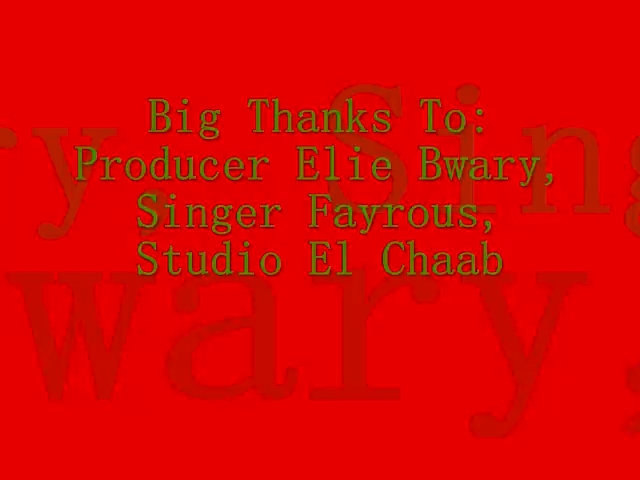 Big Thanks To:
Producer Elie Bwary,
Singer Fayrous,
Studio El Chaab